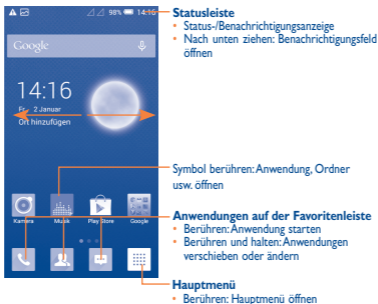 98% 14:16
Google
14:16
Fr., 2 Januar
Ort hinzufügen
Kamera Musik Play Store Google
Statusleiste
• Status-/Benachrichtigungsanzeige
• Nach unten ziehen: Benachrichtigungsfeld
öffnen
Symbol berühren: Anwendung, Ordner
usw. öffnen
Anwendungen auf der Favoritenleiste
• Berühren: Anwendung starten
• Berühren und halten: Anwendungen
verschieben oder ändern
Hauptmenü
• Berühren: Hauptmenü öffnen